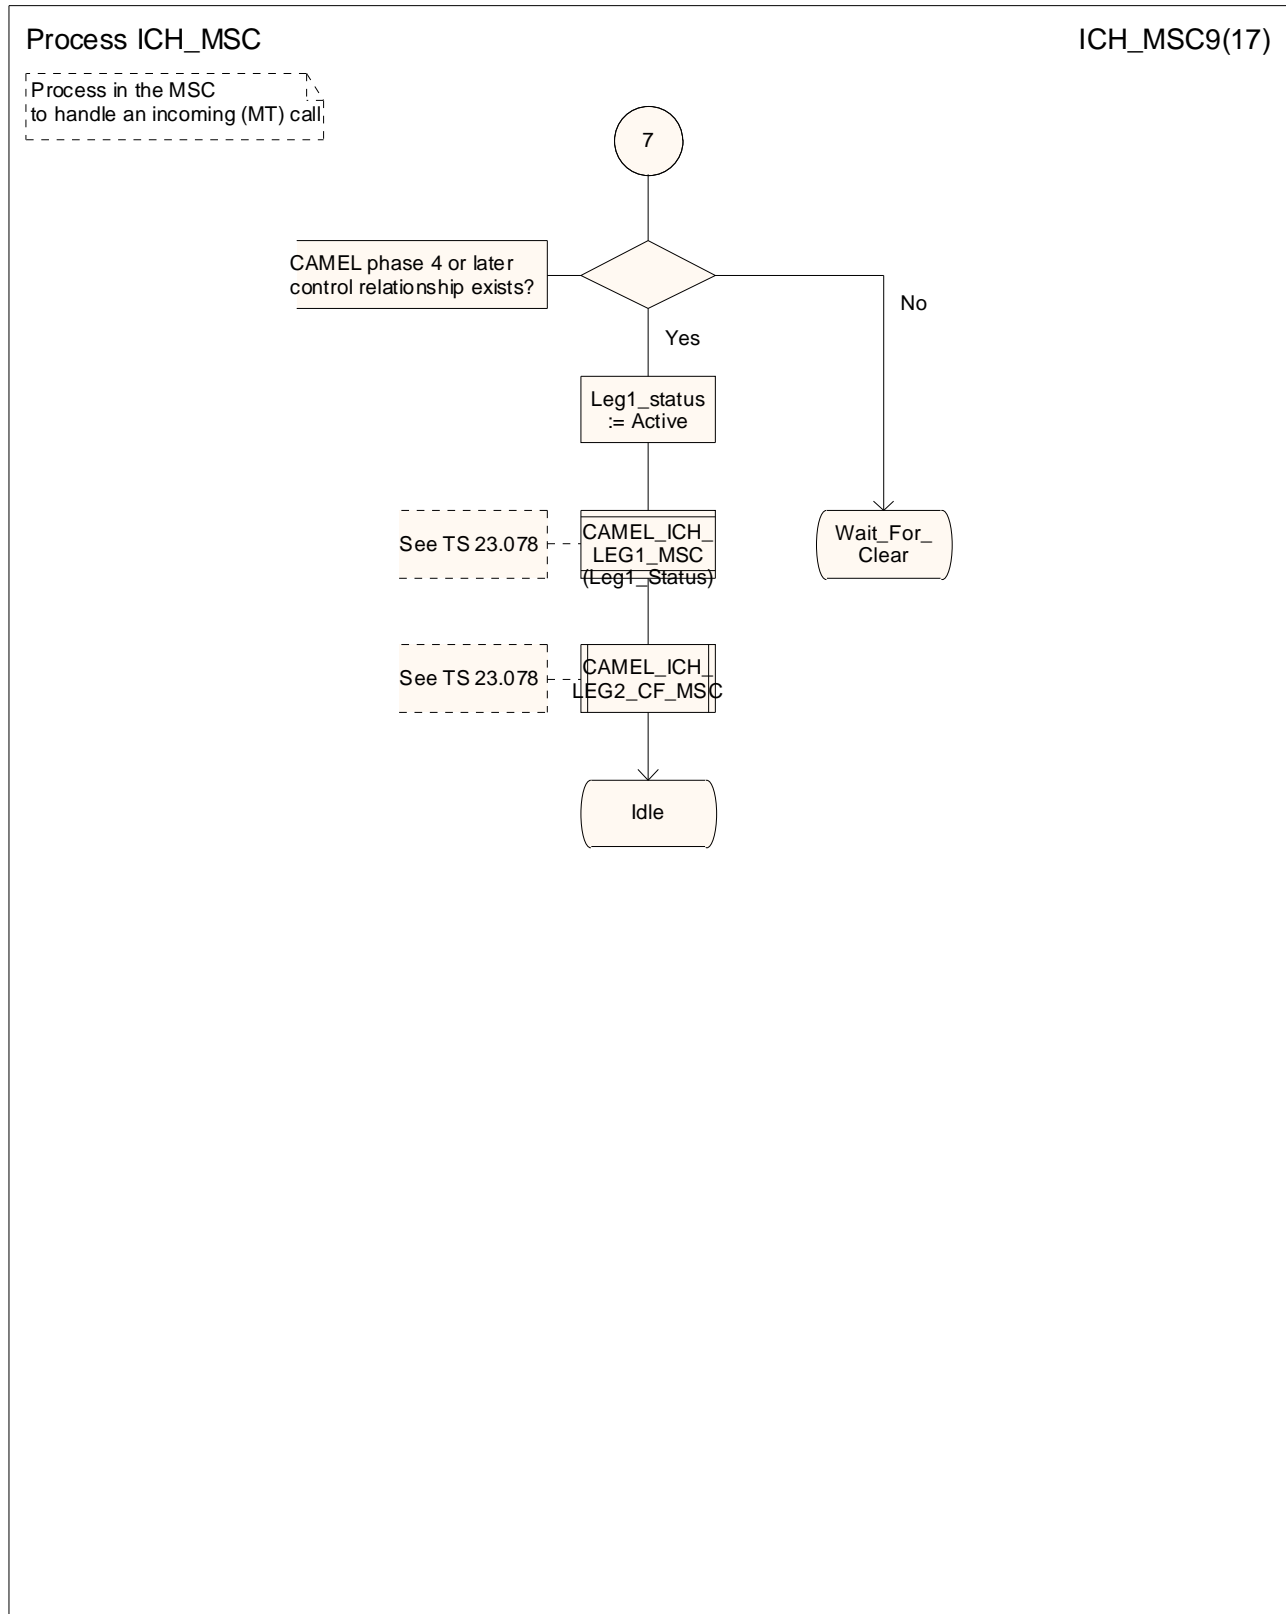 Process ICH_MSC
ICH_MSC9(17)
Process in the MSC
to handle an incoming (MT) call
7
CAMEL phase 4 or later
control relationship exists?
No
Yes
Leg1_status
:= Active
See TS 23.078
CAMEL_ICH_
LEG1_MSC
(Leg1_Status)
Wait_For_
Clear
See TS 23.078
CAMEL_ICH_
LEG2_CF_MSC
Idle